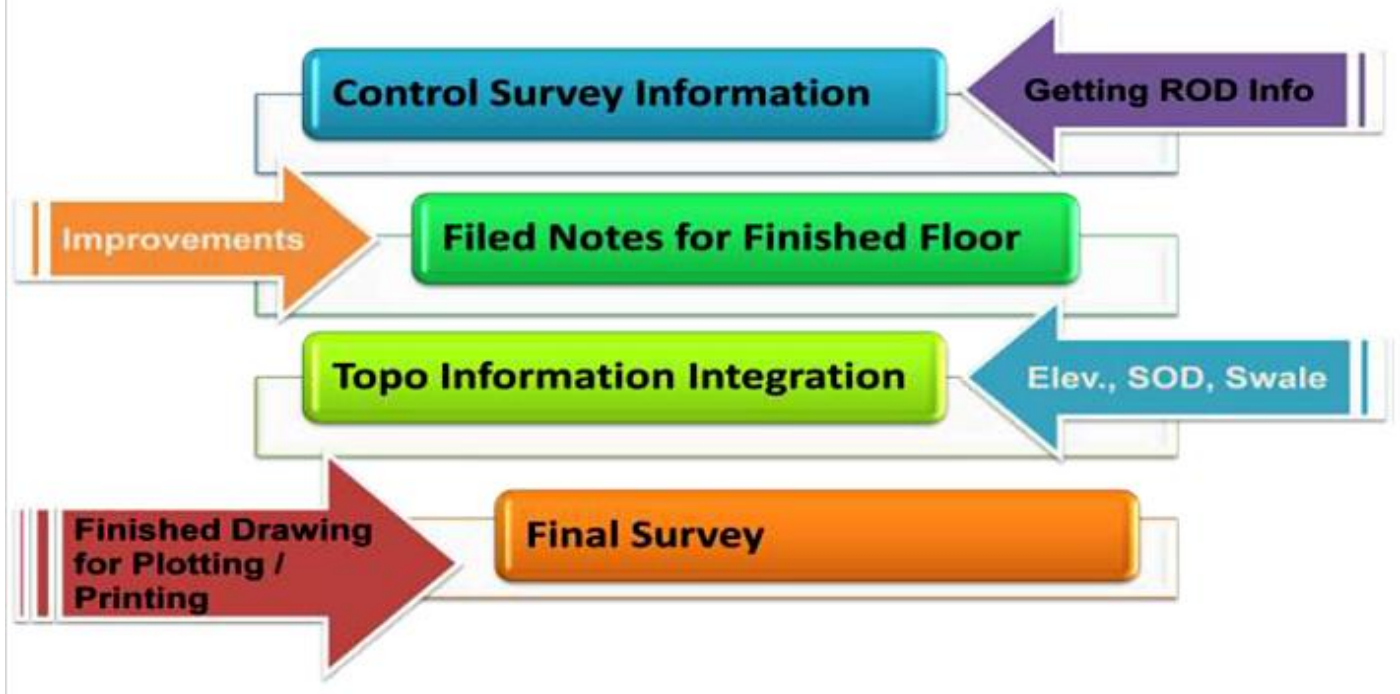 Control Survey Information
Getting ROD Info
Improvements
Filed Notes for Finished Floor
Topo Information Integration
Elev., SOD, Swale
Finished Drawing
for Plotting /
Printing
Final Survey